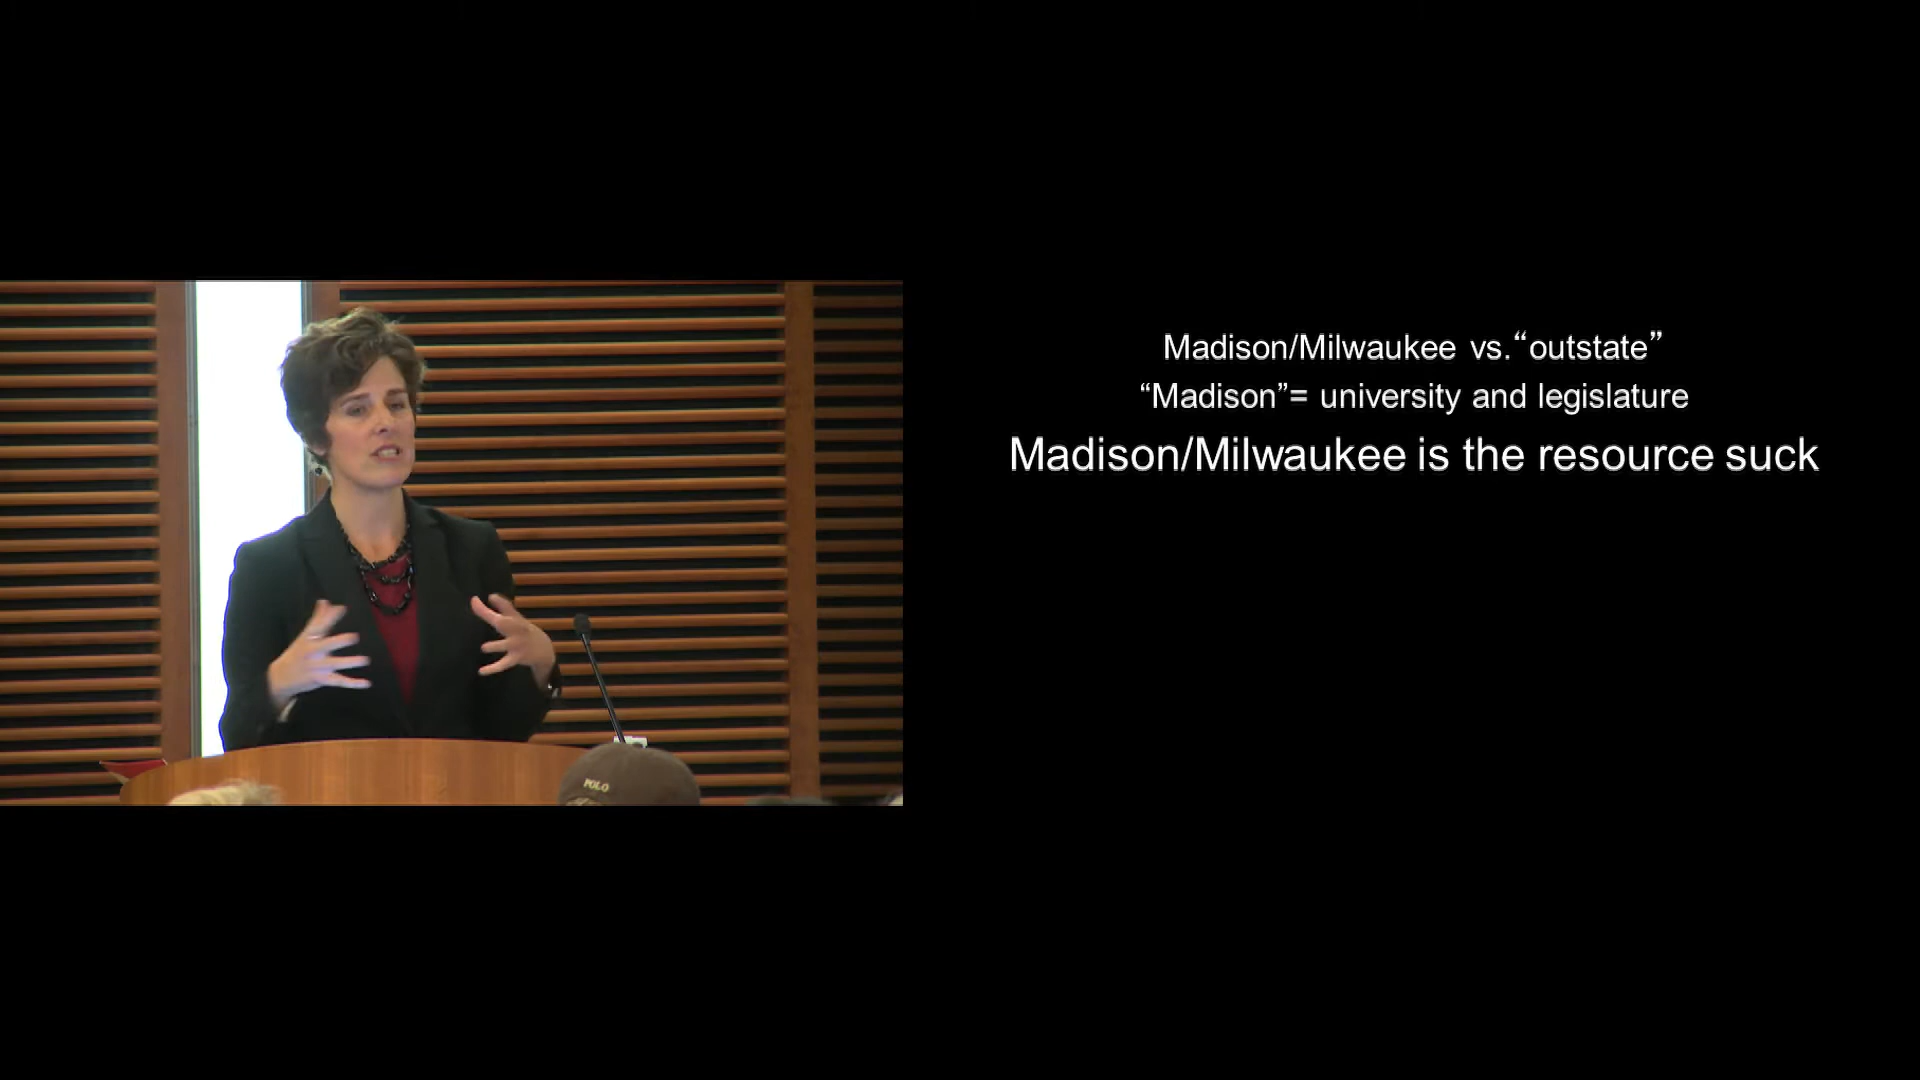 Madison/Milwaukee vs.“outstate”
“Madison”= university and legislature
Madison/Milwaukee is the resource suck
POLO